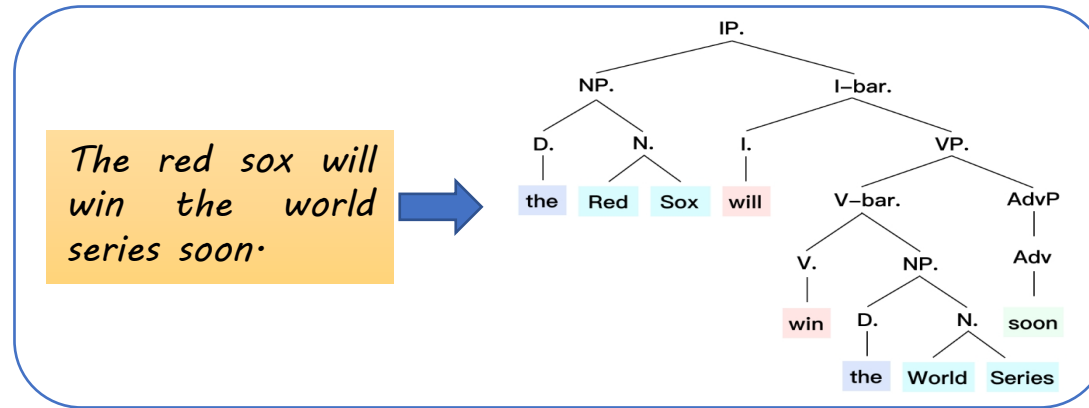 The red sox will
win the world
series soon.
IP.
NP. I-bar.
D. N. I. VP.
the Red Sox will
V-bar. AdvP
V. NP. Adv
win D. N. soon
the World Series